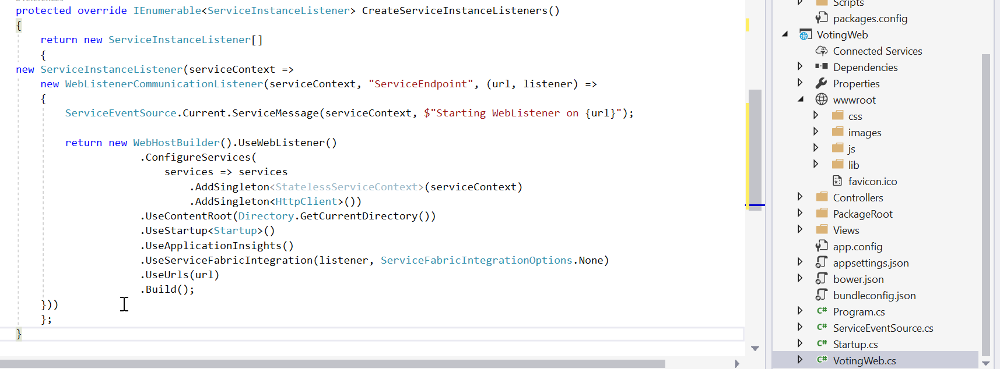 protected override IEnumerable<ServiceInstanceListener> CreateServiceInstanceListeners()
{
return new ServiceInstanceListener[]
{
new ServiceInstanceListener(serviceContext =>
new WebListenerCommunicationListener(serviceContext, "ServiceEndpoint", (url, listener) =>
{
ServiceEventSource.Current.ServiceMessage(serviceContext, $"Starting WebListener on {url}");
return new WebHostBuilder().UseWebListener()
.ConfigureServices(
services => services
.AddSingleton<StatelessServiceContext>(serviceContext)
.AddSingleton<HttpClient>())
.UseContentRoot(Directory.GetCurrentDirectory())
.UseStartup<Startup>()
.UseApplicationInsights()
.UseServiceFabricIntegration(listener, ServiceFabricIntegrationOptions.None)
.UseUrls(url)
.Build();
}))
};
}
Scripts
packages.config
VotingWeb
Connected Services
Dependencies
Properties
wwwroot
css
images
js
lib
favicon.ico
Controllers
PackageRoot
Views
app.config
appsettings.json
bower.json
bundleconfig.json
C# Program.cs
C# ServiceEventSource.cs
C# Startup.cs
C# VotingWeb.cs